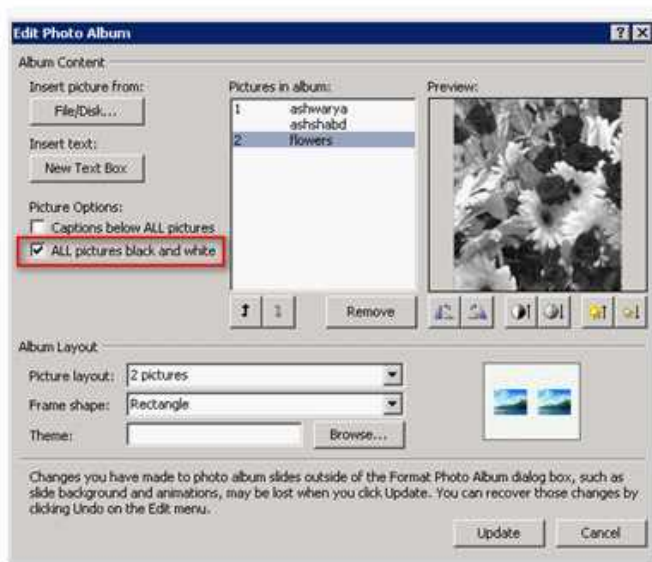 Edit Photo Album
Album Content
Insert picture from:
File/Disk...
Insert text:
New Text Box
Picture Options:
Captions below ALL pictures
ALL pictures black and white
Pictures in album:
1 ashwarya
ashshabd
2 flowers
Remove
Preview:
Album Layout
Picture layout: 2 pictures
Frame shape: Rectangle
Theme:
Browse...
Changes you have made to photo album slides outside of the Format Photo Album dialog box, such as
slide background and animations, may be lost when you click Update. You can recover those changes by
clicking Undo on the Edit menu.
Update
Cancel